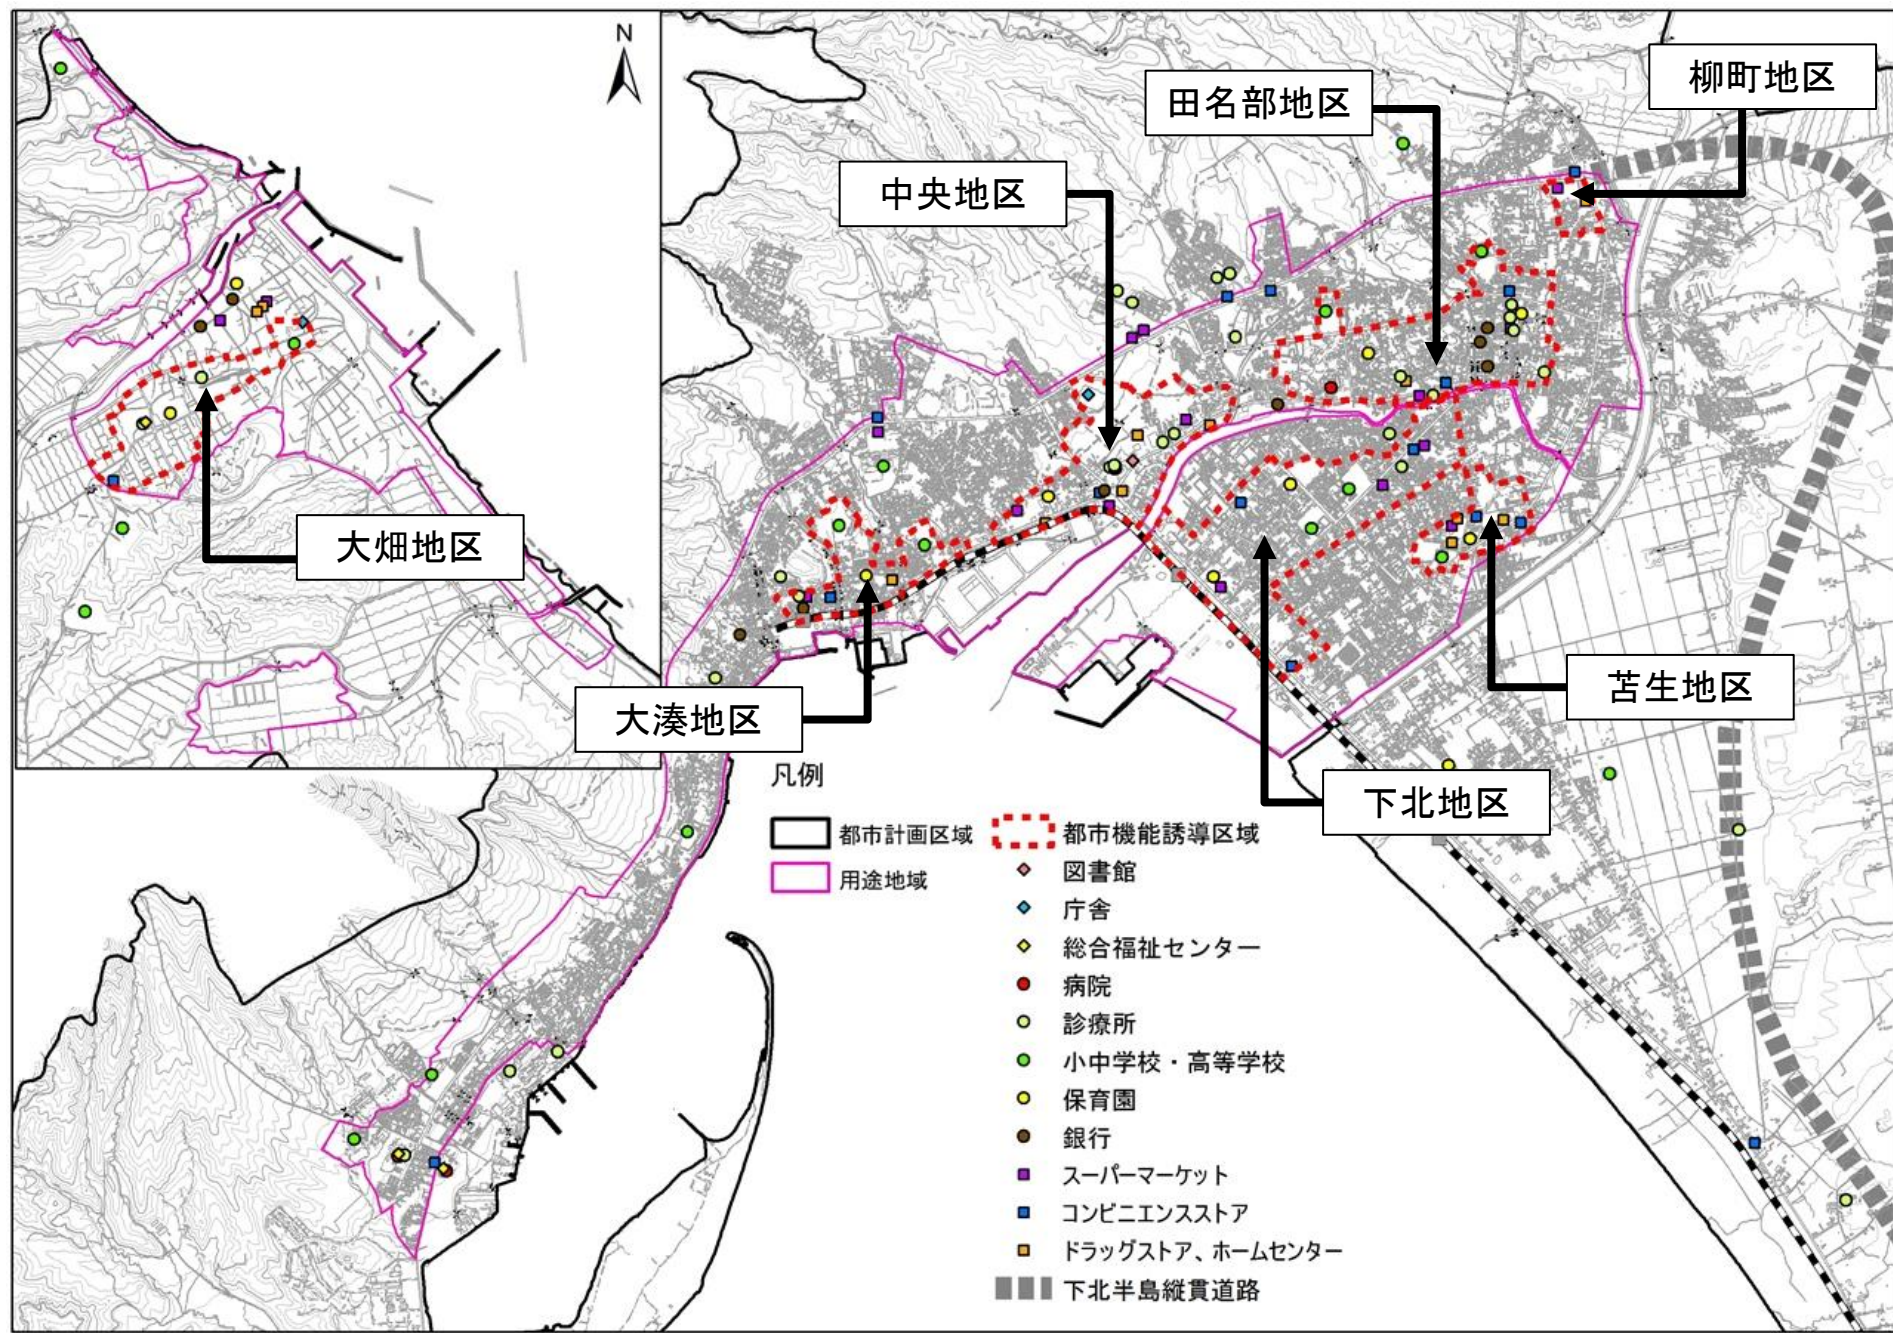 N
柳町地区
田名部地区
中央地区
大畑地区
大湊地区
苫生地区
下北地区
凡例
都市計画区域
用途地域
都市機能誘導区域
図書館
庁舎
総合福祉センター
病院
診療所
小中学校・高等学校
保育園
銀行
スーパーマーケット
コンビニエンスストア
ドラッグストア、ホームセンター
下北半島縦貫道路